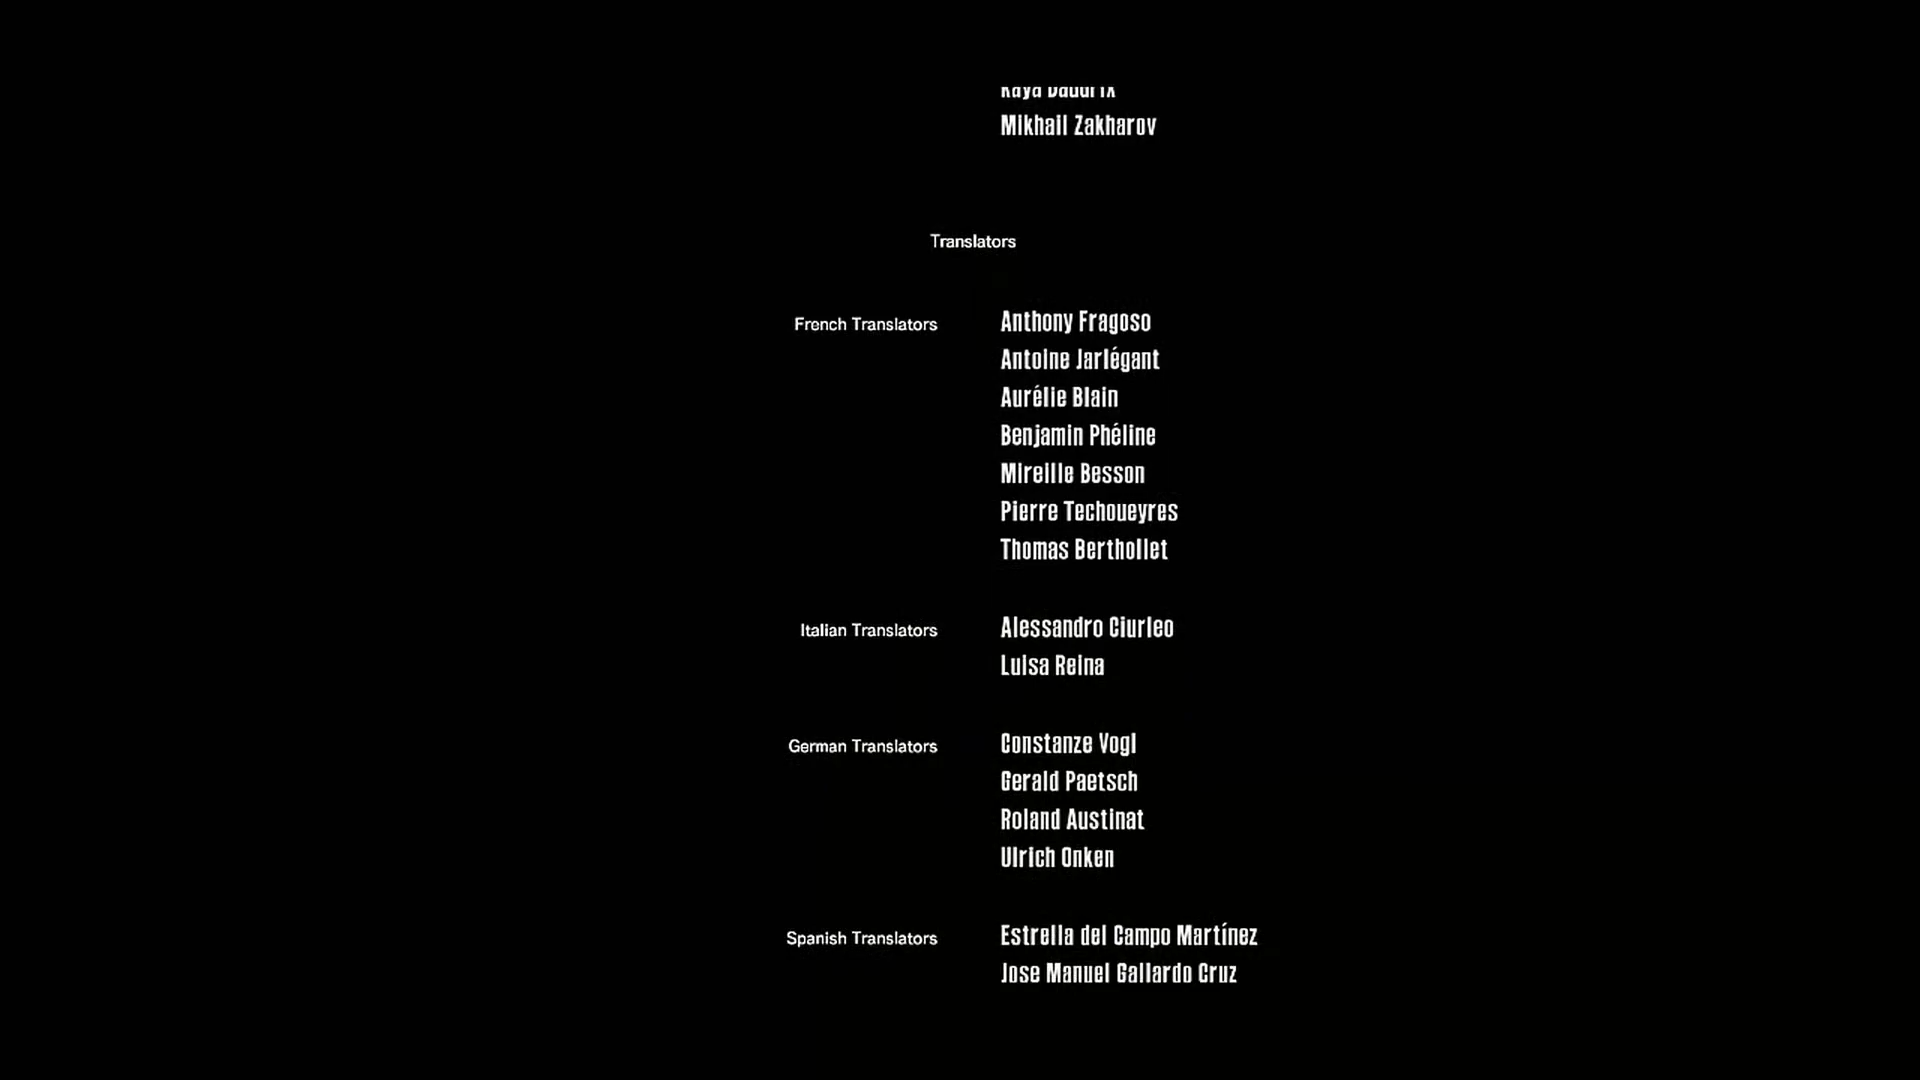 Mikhail Zakharov
Translators
French Translators Anthony Fragoso
Antoine Jarlégant
Aurélie Blain
Benjamin Phéline
Mireille Besson
Pierre Techoueyres
Thomas Berthollet
Italian Translators Alessandro Ciurleo
Luisa Reina
German Translators Constanze Vogl
Gerald Paetsch
Roland Austinat
Ulrich Onken
Spanish Translators Estrella del Campo Martínez
Jose Manuel Gallardo Cruz